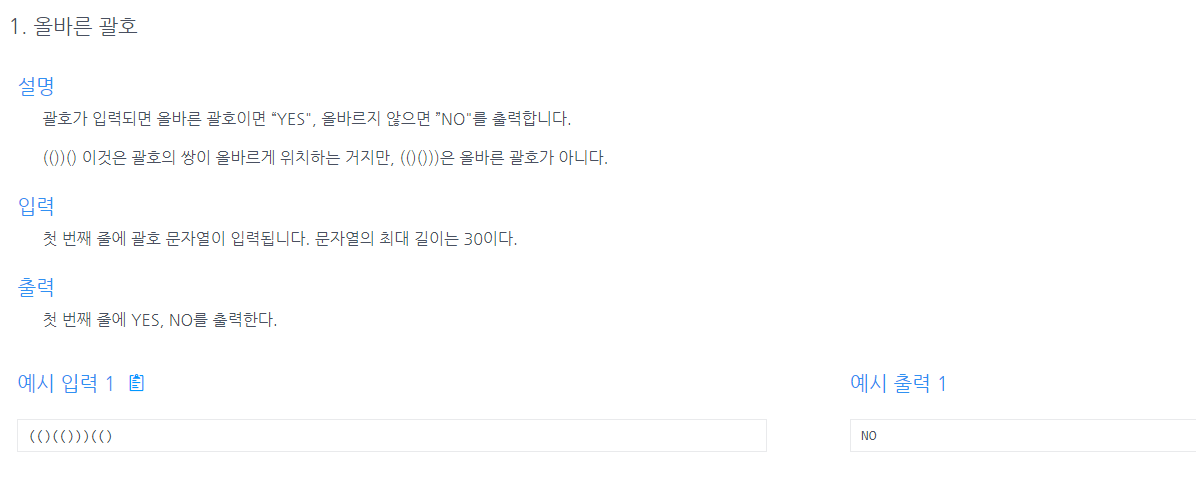 1. 올바른 괄호
설명
괄호가 입력되면 올바른 괄호이면 “YES", 올바르지 않으면 ”NO"를 출력합니다.
(())() 이것은 괄호의 쌍이 올바르게 위치하는 거지만, (()()))은 올바른 괄호가 아니다.
입력
첫 번째 줄에 괄호 문자열이 입력됩니다. 문자열의 최대 길이는 30이다.
출력
첫 번째 줄에 YES, NO를 출력한다.
예시 입력 1
(()(()))(()
예시 출력 1
NO